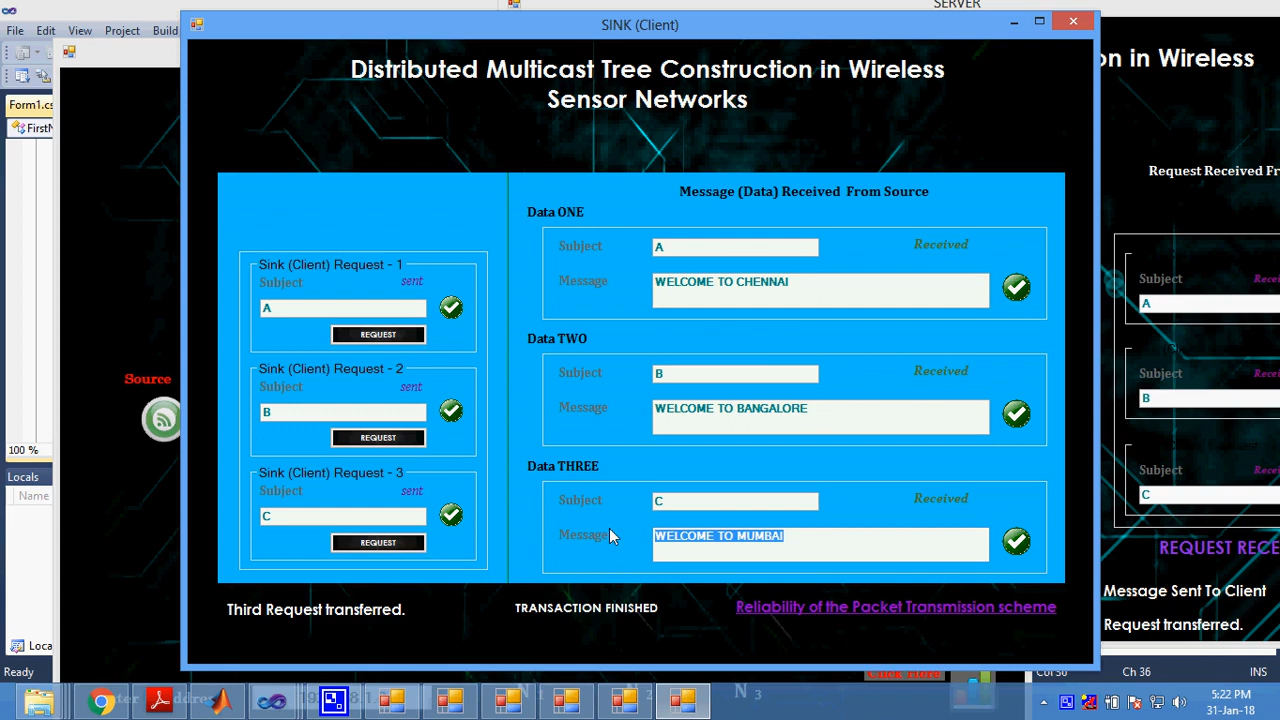 SERVER
SINK (Client)
File Edit View Project Build
Distributed Multicast Tree Construction in Wireless
Sensor Networks
on in Wireless
Form1.cs
Request Received Fr
Message (Data) Received From Source
Data ONE
Subject A Received
Message WELCOME TO CHENNAI
Data TWO
Subject B Received
Message WELCOME TO BANGALORE
Data THREE
Subject C Received
Message WELCOME TO MUMBAI
Sink (Client) Request - 1
Subject sent
A
REQUEST
Sink (Client) Request - 2
Subject sent
B
REQUEST
Sink (Client) Request - 3
Subject sent
C
REQUEST
Source
100 %
Locals
Name
Subject
A
Subject
B
Subject
C
REQUEST RECE
Message Sent To Client
Request transferred.
Third Request transferred.
TRANSACTION FINISHED
Reliability of the Packet Transmission scheme
Loca
Ready
Click Here
Ch 36
INS
N 3
5:22 PM
31-Jan-18